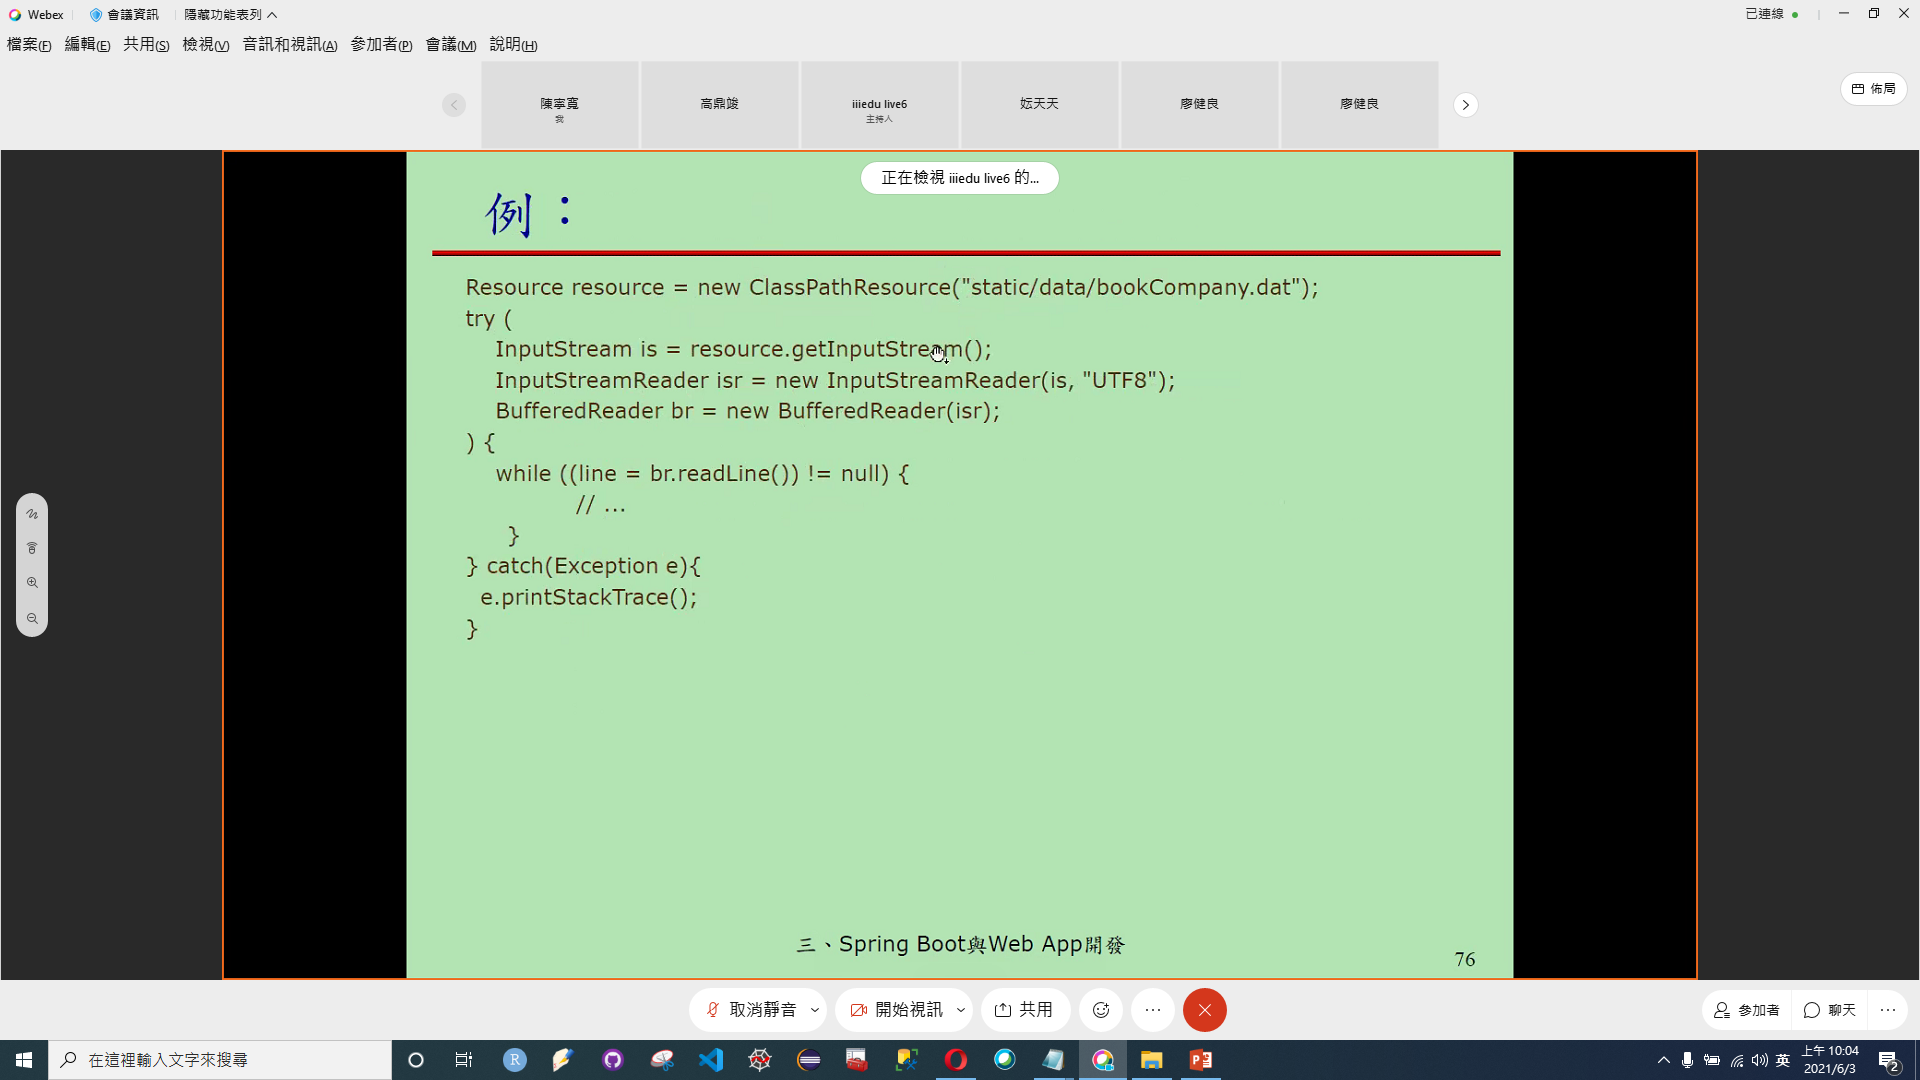 Webex 會議資訊 隱藏功能表列 已連線
檔案(F) 編輯(E) 共用(S) 檢視(V) 音訊和視訊(A) 參加者(P) 會議(M) 說明(H)
陳寧寬
我
高鼎竣
iiiedu live6
主持人
妘天天
廖健良
廖健良
佈局
正在檢視 iiiedu live6 的...
例：
Resource resource = new ClassPathResource("static/data/bookCompany.dat");
try (
InputStream is = resource.getInputStream();
InputStreamReader isr = new InputStreamReader(is, "UTF8");
BufferedReader br = new BufferedReader(isr);
) {
while ((line = br.readLine()) != null) {
// ...
}
} catch(Exception e){
e.printStackTrace();
}
三、Spring Boot與Web App開發
76
取消靜音 開始視訊 共用 參加者 聊天
在這裡輸入文字來搜尋
英
上午 10:04
2021/6/3
2